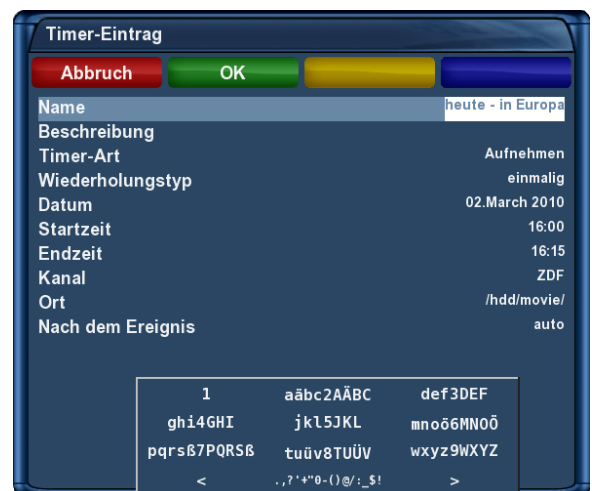 Timer-Eintrag
Abbruch OK
Name heute - in Europa
Beschreibung
Timer-Art Aufnehmen
Wiederholungstyp einmalig
Datum 02.March 2010
Startzeit 16:00
Endzeit 16:15
Kanal ZDF
Ort /hdd/movie/
Nach dem Ereignis auto
1 aäbc2AÄBC def3DEF
ghi4GHI jkl5JKL mnoö6MNOÖ
pqrsß7PQRSß tuüv8TUÜV wxyz9WXYZ
< .,?'+"0-()@/:_$! >